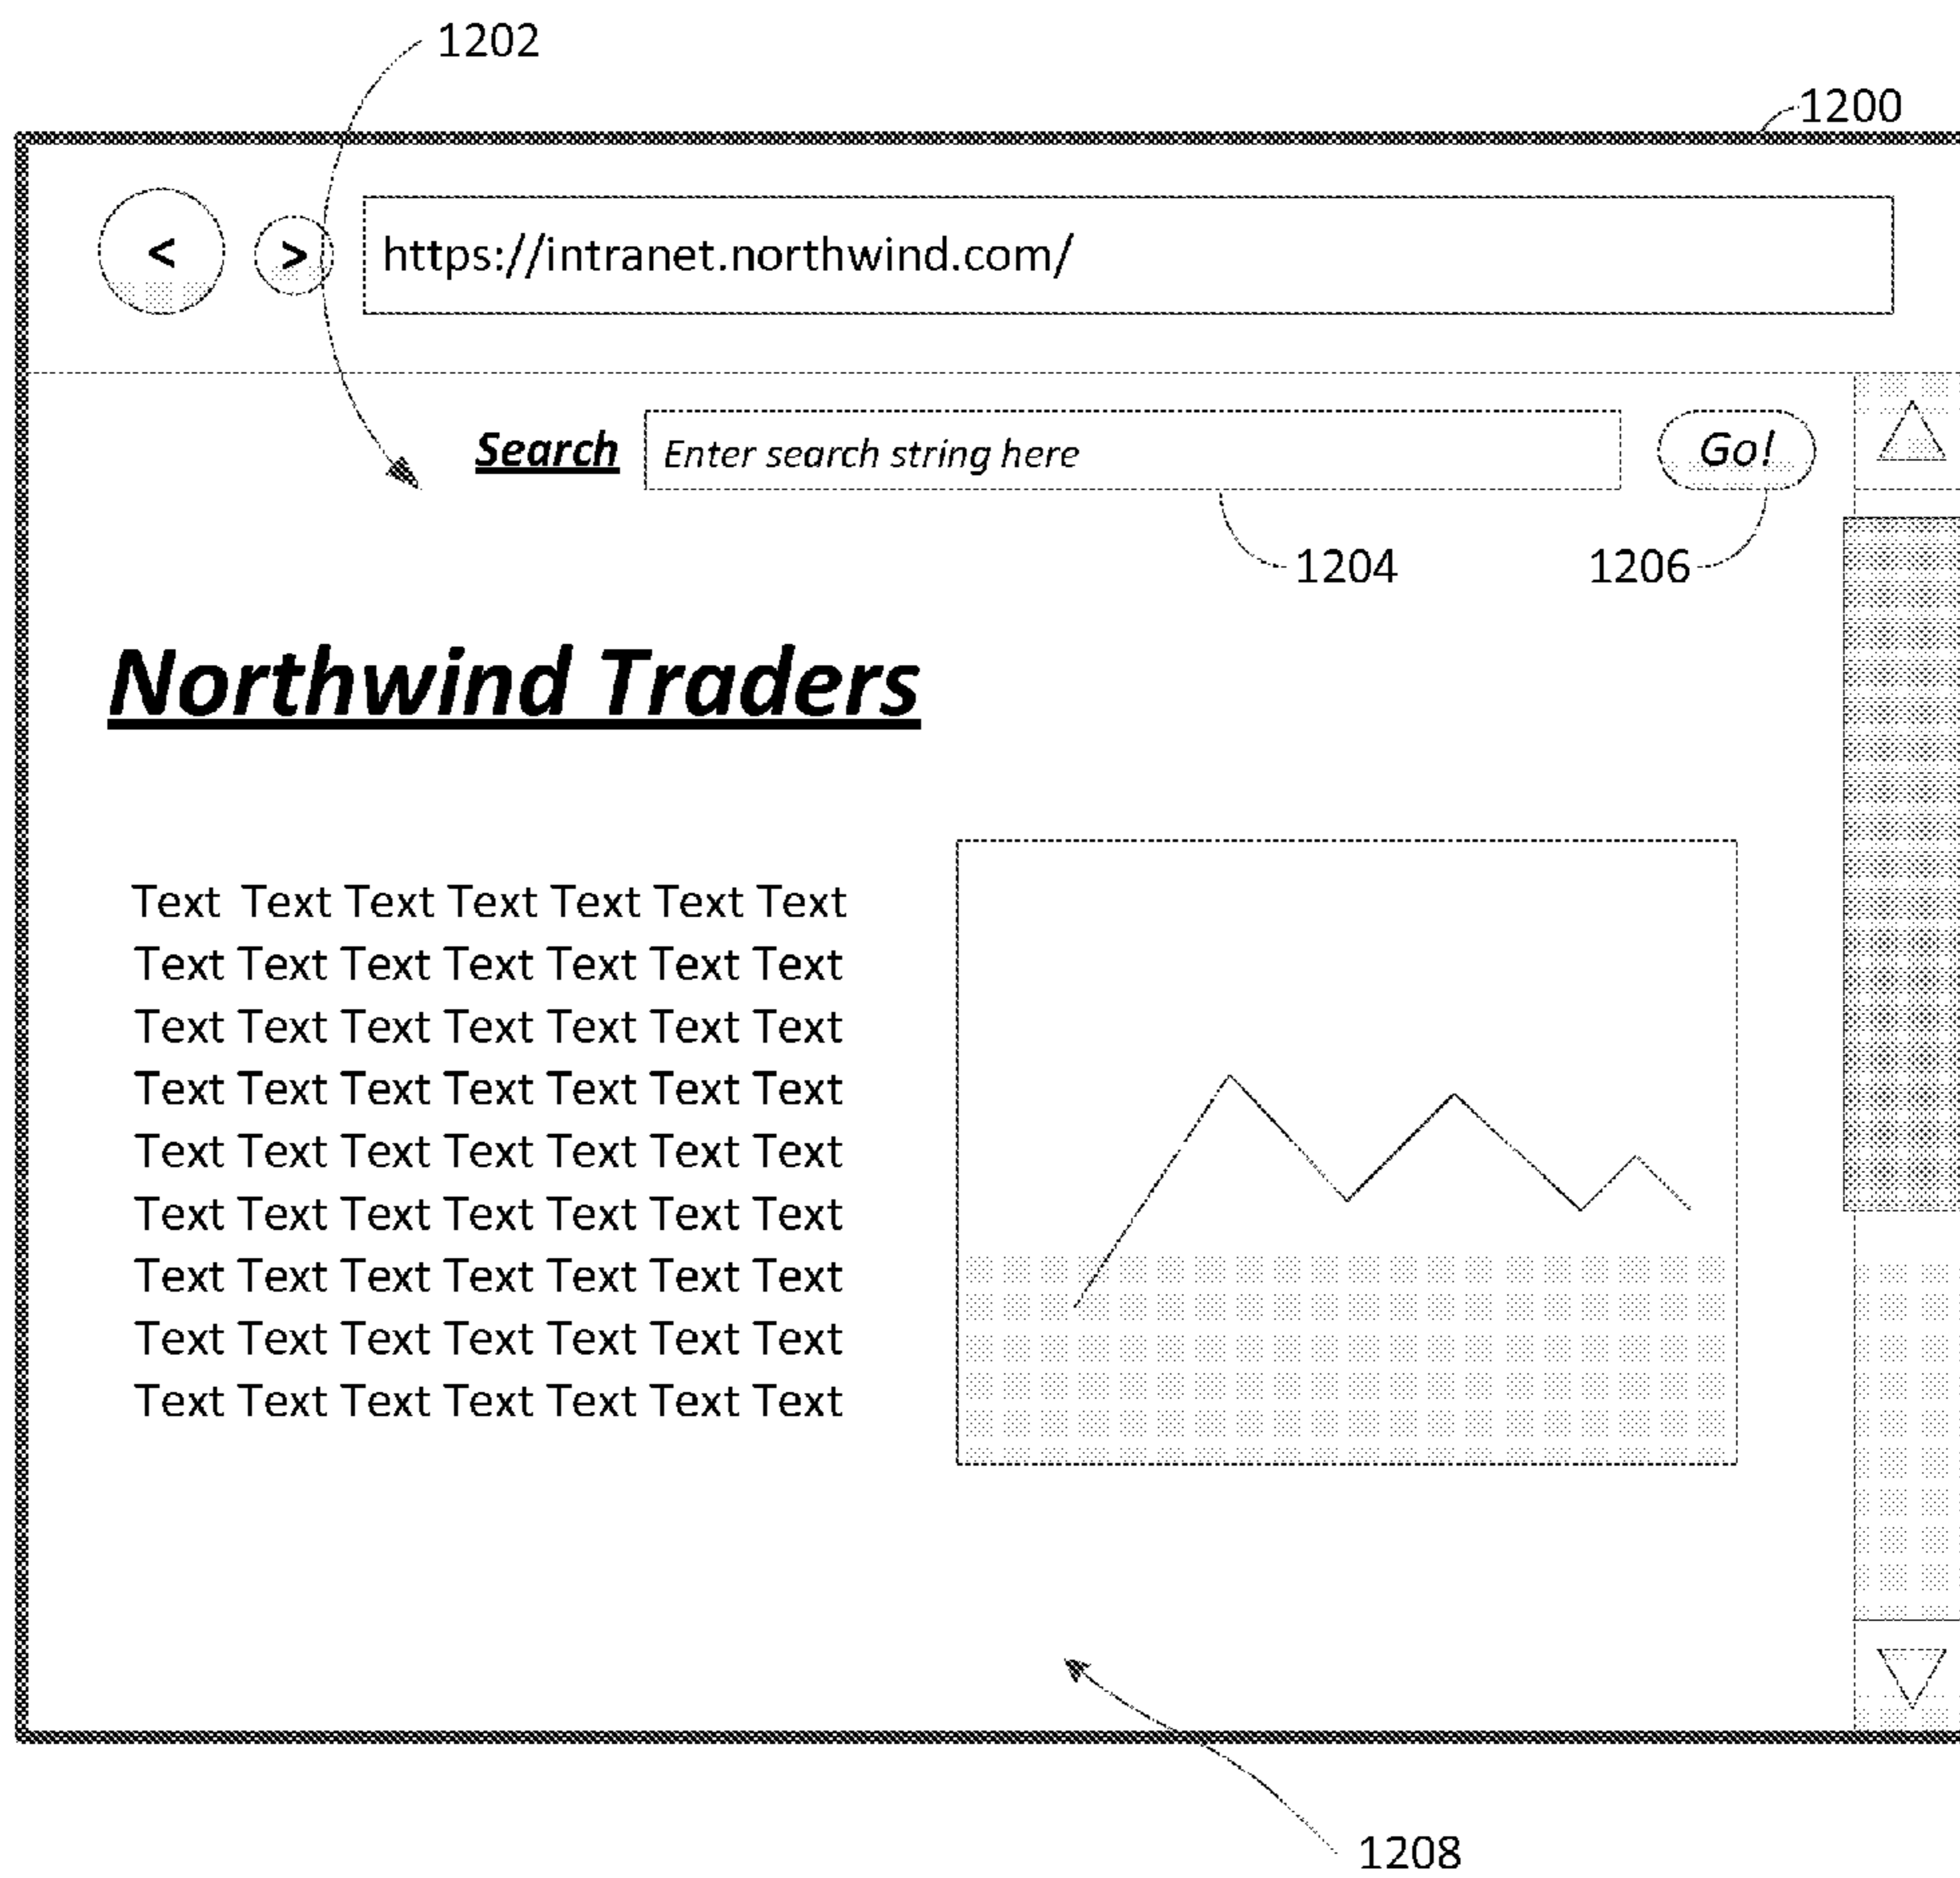 1202
1200
< > https://intranet.northwind.com/
Search Enter search string here Go!
1204 1206
Northwind Traders
Text Text Text Text Text Text Text
Text Text Text Text Text Text Text
Text Text Text Text Text Text Text
Text Text Text Text Text Text Text
Text Text Text Text Text Text Text
Text Text Text Text Text Text Text
Text Text Text Text Text Text Text
Text Text Text Text Text Text Text
Text Text Text Text Text Text Text
1208